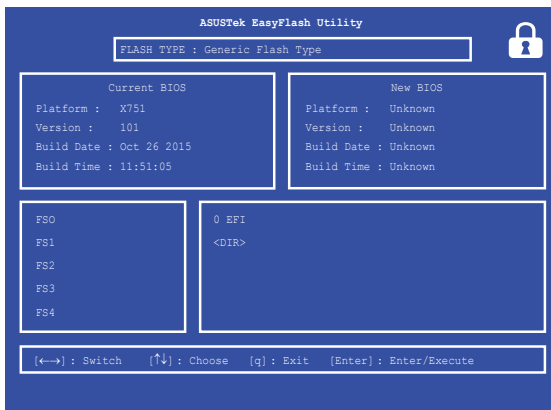 ASUSTek EasyFlash Utility
FLASH TYPE : Generic Flash Type
Current BIOS
Platform : X751
Version : 101
Build Date : Oct 26 2015
Build Time : 11:51:05
New BIOS
Platform : Unknown
Version : Unknown
Build Date : Unknown
Build Time : Unknown
FSO
FS1
FS2
FS3
FS4
0 EFI
<DIR>
[←→] : Switch [↑↓] : Choose [q] : Exit [Enter] : Enter/Execute